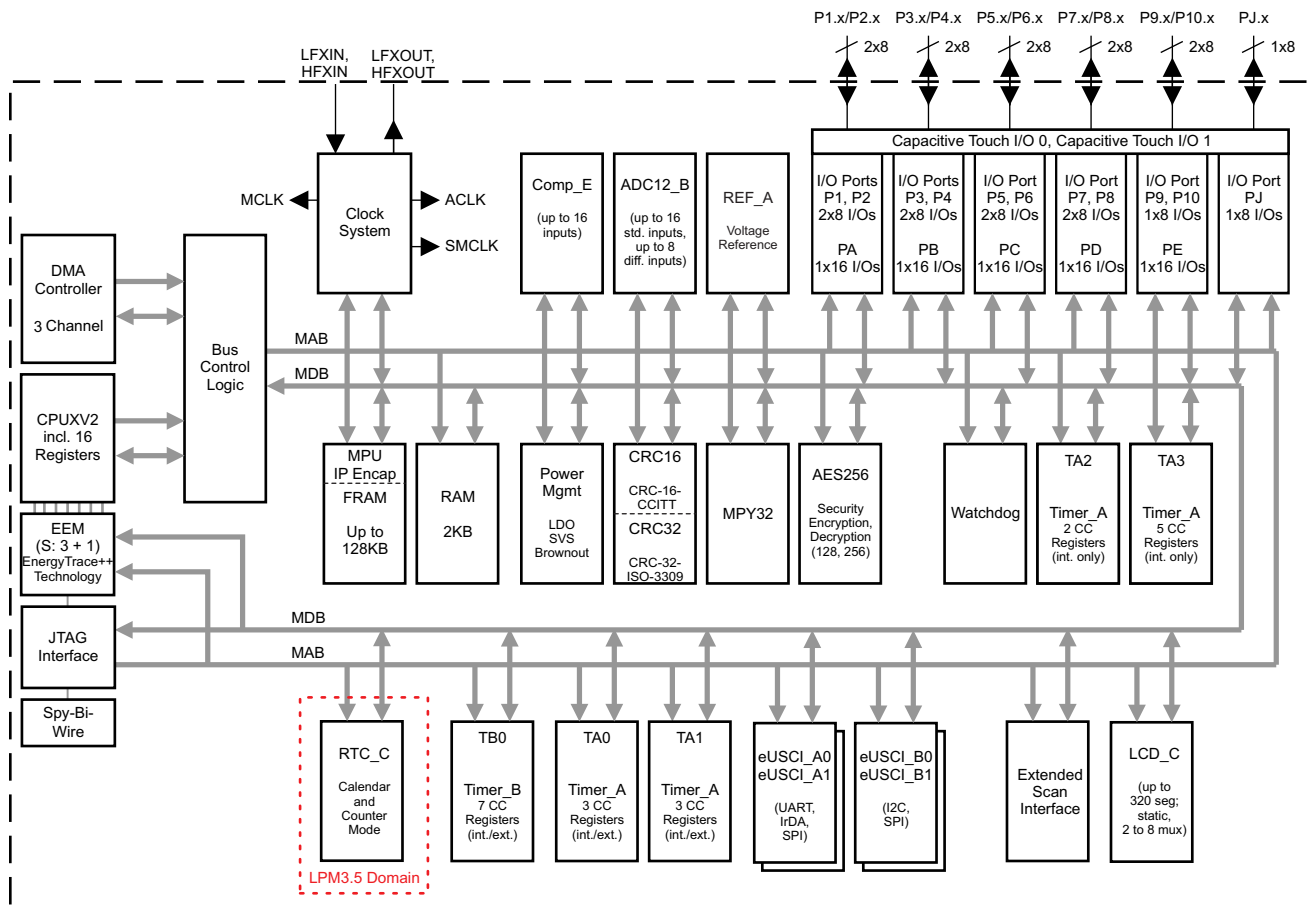 P1.x/P2.x
P3.x/P4.x
P5.x/P6.x
P7.x/P8.x
P9.x/P10.x
PJ.x
2x8
2x8
2x8
2x8
2x8
1x8
LFXIN,
HFXIN
LFXOUT,
HFXOUT
Capacitive Touch I/O 0, Capacitive Touch I/O 1
MCLK
Clock
System
ACLK
SMCLK
Comp_E
(up to 16
inputs)
ADC12_B
(up to 16
std. inputs,
up to 8
diff. inputs)
REF_A
Voltage
Reference
I/O Ports
P1, P2
2x8 I/Os
PA
1x16 I/Os
I/O Ports
P3, P4
2x8 I/Os
PB
1x16 I/Os
I/O Port
P5, P6
2x8 I/Os
PC
1x16 I/Os
I/O Port
P7, P8
2x8 I/Os
PD
1x16 I/Os
I/O Port
P9, P10
1x8 I/Os
PE
1x16 I/Os
I/O Port
PJ
1x8 I/Os
DMA
Controller
3 Channel
Bus
Control
Logic
MAB
MDB
CPUXV2
incl. 16
Registers
EEM
(S: 3 + 1)
EnergyTrace++
Technology
JTAG
Interface
Spy-Bi-
Wire
MPU
IP Encap
FRAM
Up to
128KB
RAM
2KB
Power
Mgmt
LDO
SVS
Brownout
CRC16
CRC-16-
CCITT
CRC32
CRC-32-
ISO-3309
MPY32
AES256
Security
Encryption,
Decryption
(128, 256)
Watchdog
TA2
Timer_A
2 CC
Registers
(int. only)
TA3
Timer_A
5 CC
Registers
(int. only)
MDB
MAB
RTC_C
Calendar
and
Counter
Mode
LPM3.5 Domain
TB0
Timer_B
7 CC
Registers
(int./ext.)
TA0
Timer_A
3 CC
Registers
(int./ext.)
TA1
Timer_A
3 CC
Registers
(int./ext.)
eUSCI_A0
eUSCI_A1
(UART,
IrDA,
SPI)
eUSCI_B0
eUSCI_B1
(I2C,
SPI)
Extended
Scan
Interface
LCD_C
(up to
320 seg;
static,
2 to 8 mux)